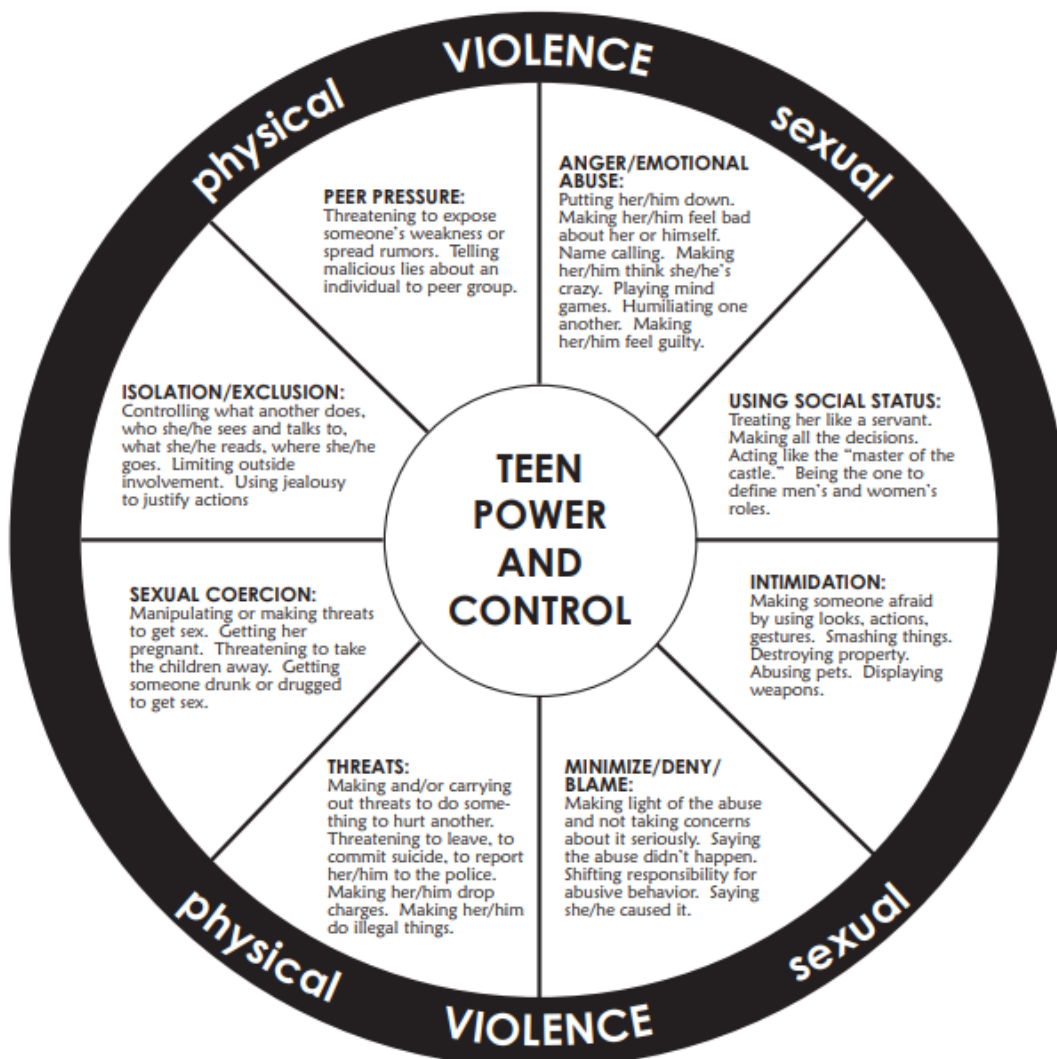 physical VIOLENCE sexual
PEER PRESSURE:
Threatening to expose
someone's weakness or
spread rumors. Telling
malicious lies about an
individual to peer group.
ANGER/EMOTIONAL
ABUSE:
Putting her/him down.
Making her/him feel bad
about her or himself.
Name calling. Making
her/him think she/he's
crazy. Playing mind
games. Humiliating one
another. Making
her/him feel guilty.
ISOLATION/EXCLUSION:
Controlling what another does,
who she/he sees and talks to,
what she/he reads, where she/he
goes. Limiting outside
involvement. Using jealousy
to justify actions
USING SOCIAL STATUS:
Treating her like a servant.
Making all the decisions.
Acting like the "master of the
castle." Being the one to
define men's and women's
roles.
TEEN
POWER
AND
CONTROL
SEXUAL COERCION:
Manipulating or making threats
to get sex. Getting her
pregnant. Threatening to take
the children away. Getting
someone drunk or drugged
to get sex.
INTIMIDATION:
Making someone afraid
by using looks, actions,
gestures. Smashing things.
Destroying property.
Abusing pets. Displaying
weapons.
THREATS:
Making and/or carrying
out threats to do some-
thing to hurt another.
Threatening to leave, to
commit suicide, to report
her/him to the police.
Making her/him drop
charges. Making her/him
do illegal things.
MINIMIZE/DENY/
BLAME:
Making light of the abuse
and not taking concerns
about it seriously. Saying
the abuse didn't happen.
Shifting responsibility for
abusive behavior. Saying
she/he caused it.
physical VIOLENCE sexual